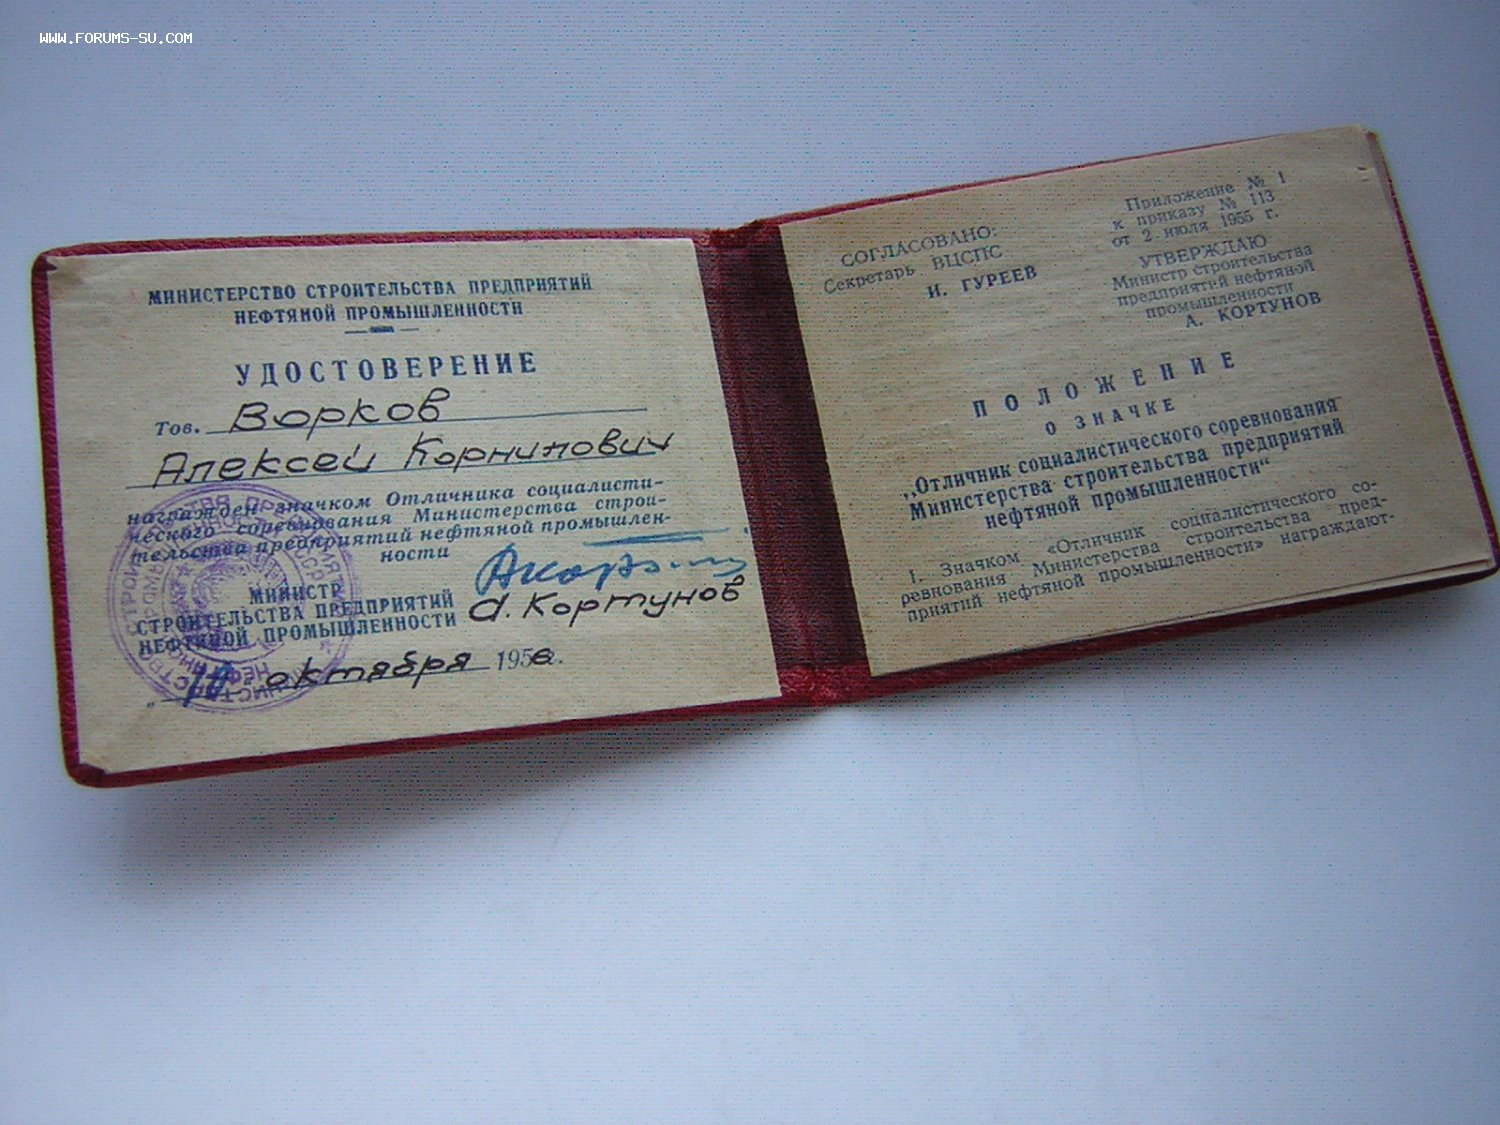 WWW.FORUMS-SU.COM
МИНИСТЕРСТВО СТРОИТЕЛЬСТВА ПРЕДПРИЯТИЙ
НЕФТЯНОЙ ПРОМЫШЛЕННОСТИ
УДОСТОВЕРЕНИЕ
Тов. Ворков
Алексей Корнилович
награжден значком Отличника социалисти-
ческого соревнования Министерства строи-
тельства предприятий нефтяной промышлен-
ности
МИНИСТР
СТРОИТЕЛЬСТВА ПРЕДПРИЯТИЙ
НЕФТЯНОЙ ПРОМЫШЛЕННОСТИ А. Кортунов
октября 1956.
СОГЛАСОВАНО:
Секретарь ВЦСПС
И. ГУРЕЕВ
Приложение № 1
к приказу № 113
от 2 июля 1955 г.
УТВЕРЖДАЮ
Министр строительства
предприятий нефтяной
промышленности
А. КОРТУНОВ
ПОЛОЖЕНИЕ
О ЗНАЧКЕ
„Отличник социалистического соревнования
Министерства строительства предприятий
нефтяной промышленности“
1. Значком «Отличник социалистического со-
ревнования Министерства строительства пред-
приятий нефтяной промышленности» награждают-